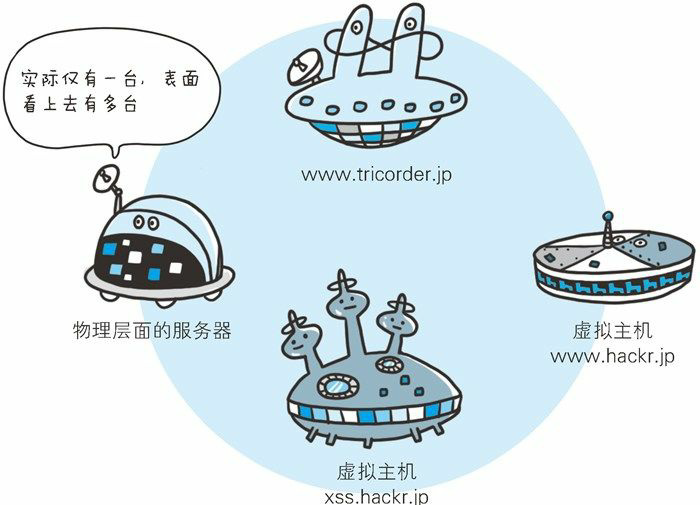 实际仅有一台，表面
看上去有多台
www.tricorder.jp
物理层面的服务器
虚拟主机
www.hackr.jp
虚拟主机
xss.hackr.jp